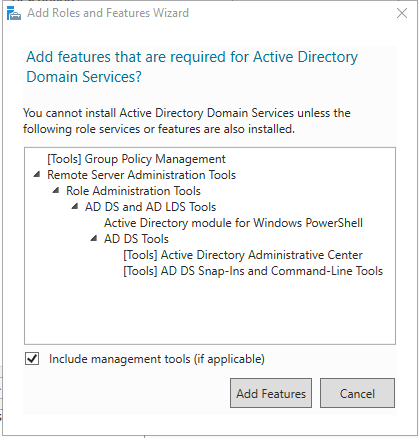 Add Roles and Features Wizard
Add features that are required for Active Directory
Domain Services?
You cannot install Active Directory Domain Services unless the
following role services or features are also installed.
[Tools] Group Policy Management
Remote Server Administration Tools
Role Administration Tools
AD DS and AD LDS Tools
Active Directory module for Windows PowerShell
AD DS Tools
[Tools] Active Directory Administrative Center
[Tools] AD DS Snap-Ins and Command-Line Tools
Include management tools (if applicable)
Add Features Cancel